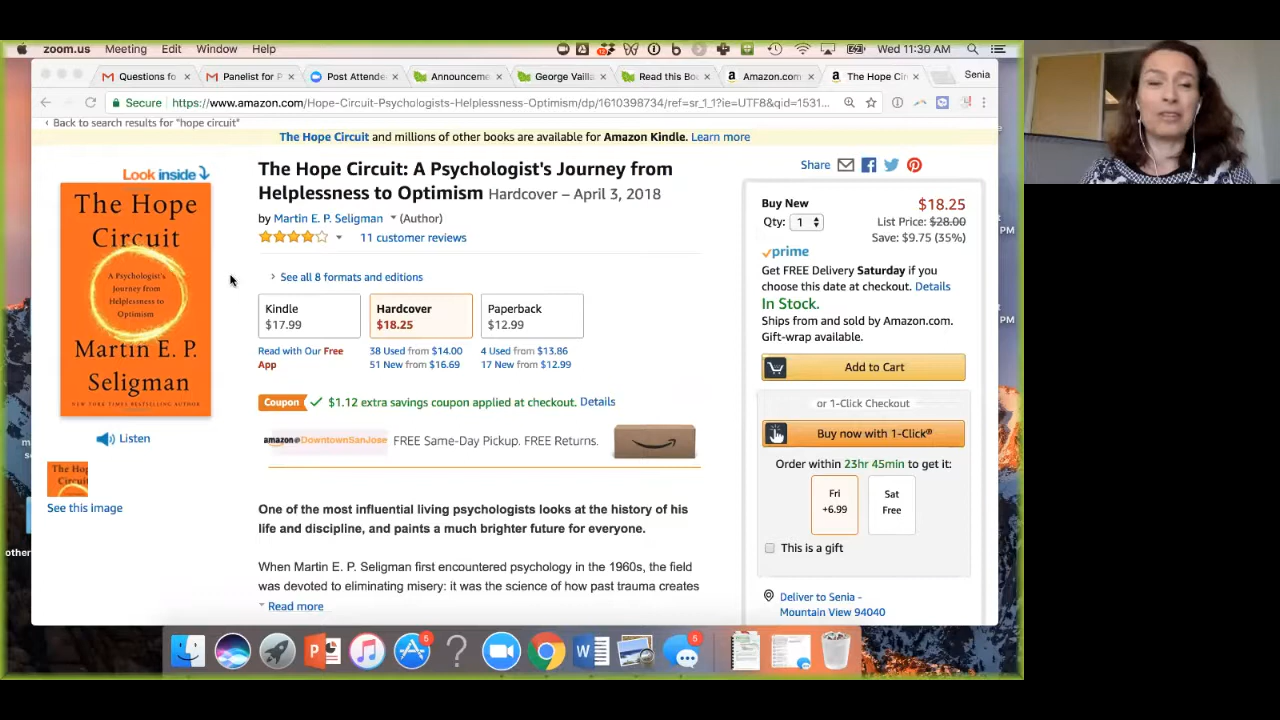 zoom.us Meeting Edit Window Help
Wed 11:30 AM
Questions fo
Panelist for P
Post Attende
Announceme
George Vailla
Read this Boo
Amazon.com
The Hope Circ
Senia
Secure https://www.amazon.com/Hope-Circuit-Psychologists-Helplessness-Optimism/dp/1610398734/ref=sr_1_1?ie=UTF8&qid=1531...
‹ Back to search results for "hope circuit"
The Hope Circuit and millions of other books are available for Amazon Kindle. Learn more
Look inside
The Hope
Circuit
A Psychologist's
Journey from
Helplessness to
Optimism
Martin E. P.
Seligman
NEW YORK TIMES BESTSELLING AUTHOR
Listen
The Hop
Circuit
See this image
The Hope Circuit: A Psychologist's Journey from
Helplessness to Optimism Hardcover – April 3, 2018
by Martin E. P. Seligman (Author)
11 customer reviews
See all 8 formats and editions
Kindle
$17.99
Hardcover
$18.25
Paperback
$12.99
Read with Our Free
App
38 Used from $14.00
51 New from $16.69
4 Used from $13.86
17 New from $12.99
Coupon $1.12 extra savings coupon applied at checkout. Details
amazon@DowntownSanJose FREE Same-Day Pickup. FREE Returns.
One of the most influential living psychologists looks at the history of his
life and discipline, and paints a much brighter future for everyone.
When Martin E. P. Seligman first encountered psychology in the 1960s, the field
was devoted to eliminating misery: it was the science of how past trauma creates
Read more
Share
Buy New $18.25
Qty: 1 List Price: $28.00
Save: $9.75 (35%)
prime
Get FREE Delivery Saturday if you
choose this date at checkout. Details
In Stock.
Ships from and sold by Amazon.com.
Gift-wrap available.
Add to Cart
or 1-Click Checkout
Buy now with 1-Click®
Order within 23hr 45min to get it:
Fri
+6.99
Sat
Free
This is a gift
Deliver to Senia -
Mountain View 94040
PM
PM
other
5
5